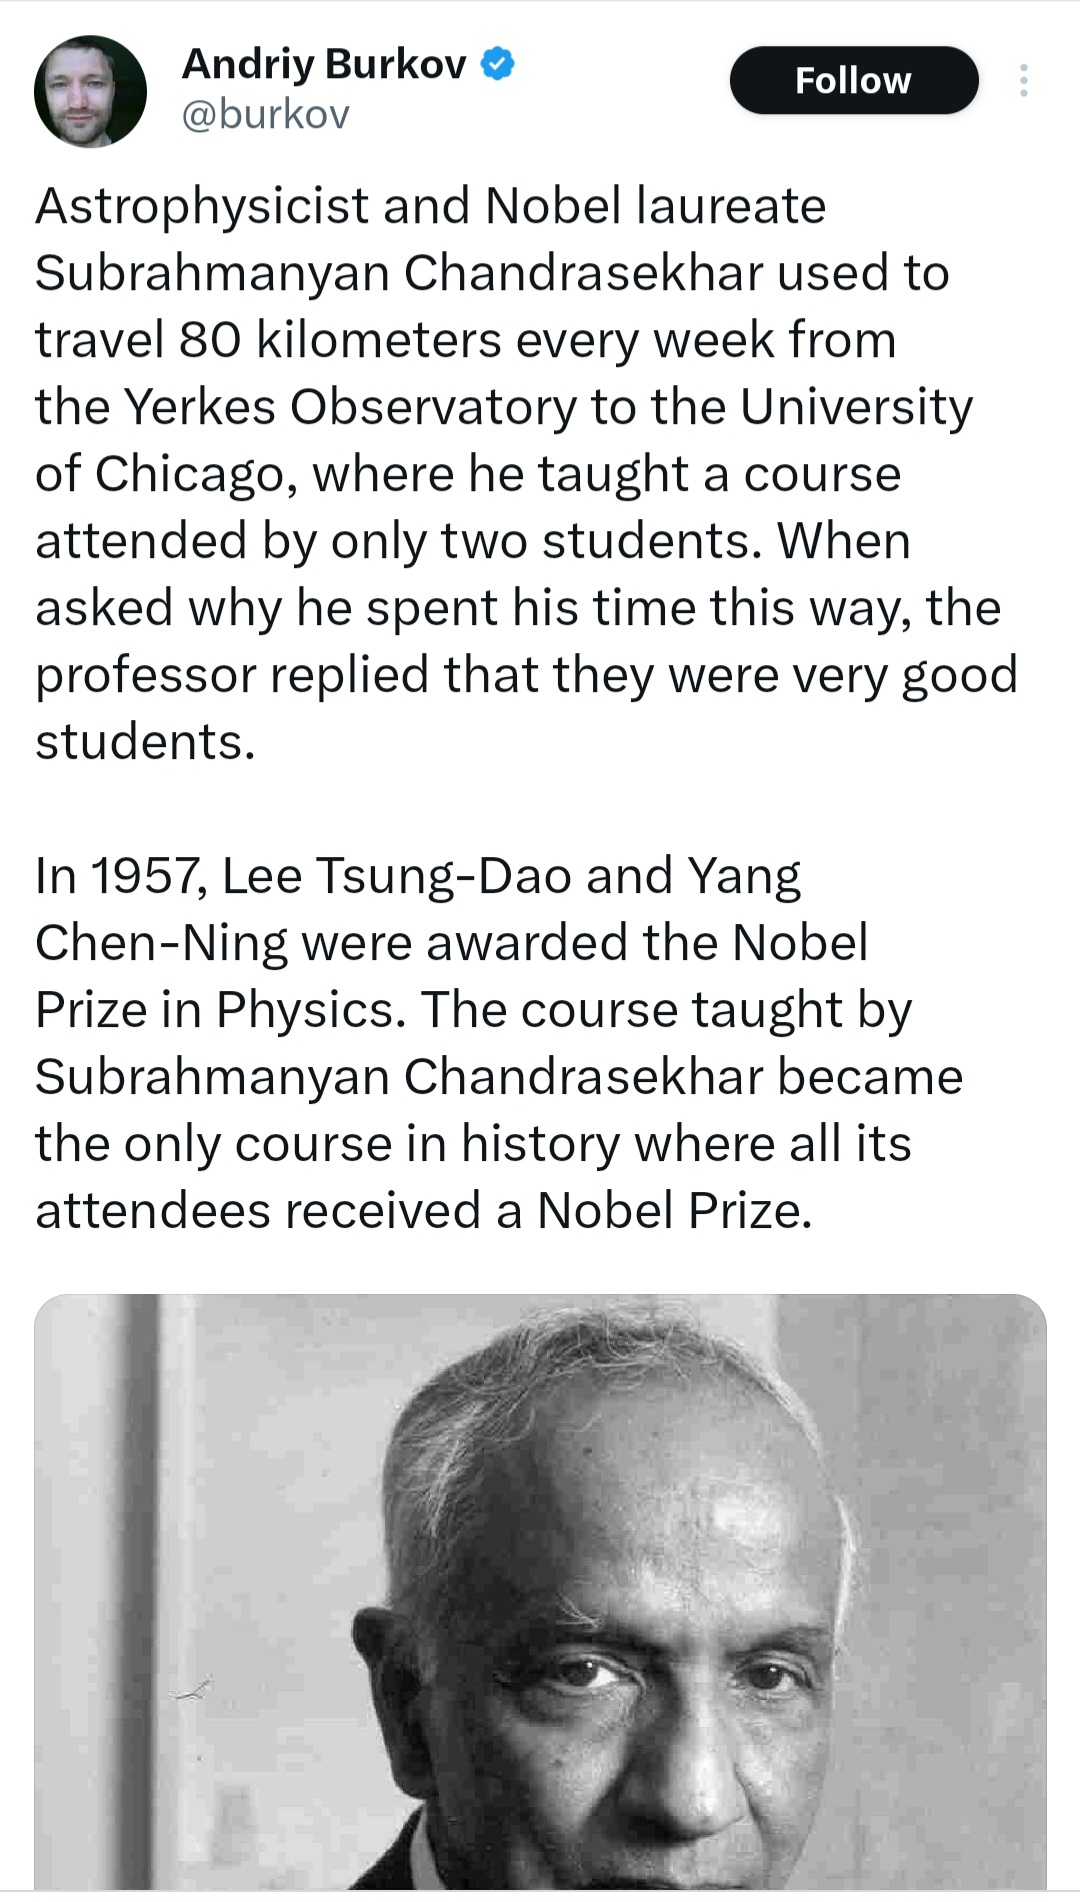 Andriy Burkov
@burkov
Follow
Astrophysicist and Nobel laureate
Subrahmanyan Chandrasekhar used to
travel 80 kilometers every week from
the Yerkes Observatory to the University
of Chicago, where he taught a course
attended by only two students. When
asked why he spent his time this way, the
professor replied that they were very good
students.
In 1957, Lee Tsung-Dao and Yang
Chen-Ning were awarded the Nobel
Prize in Physics. The course taught by
Subrahmanyan Chandrasekhar became
the only course in history where all its
attendees received a Nobel Prize.